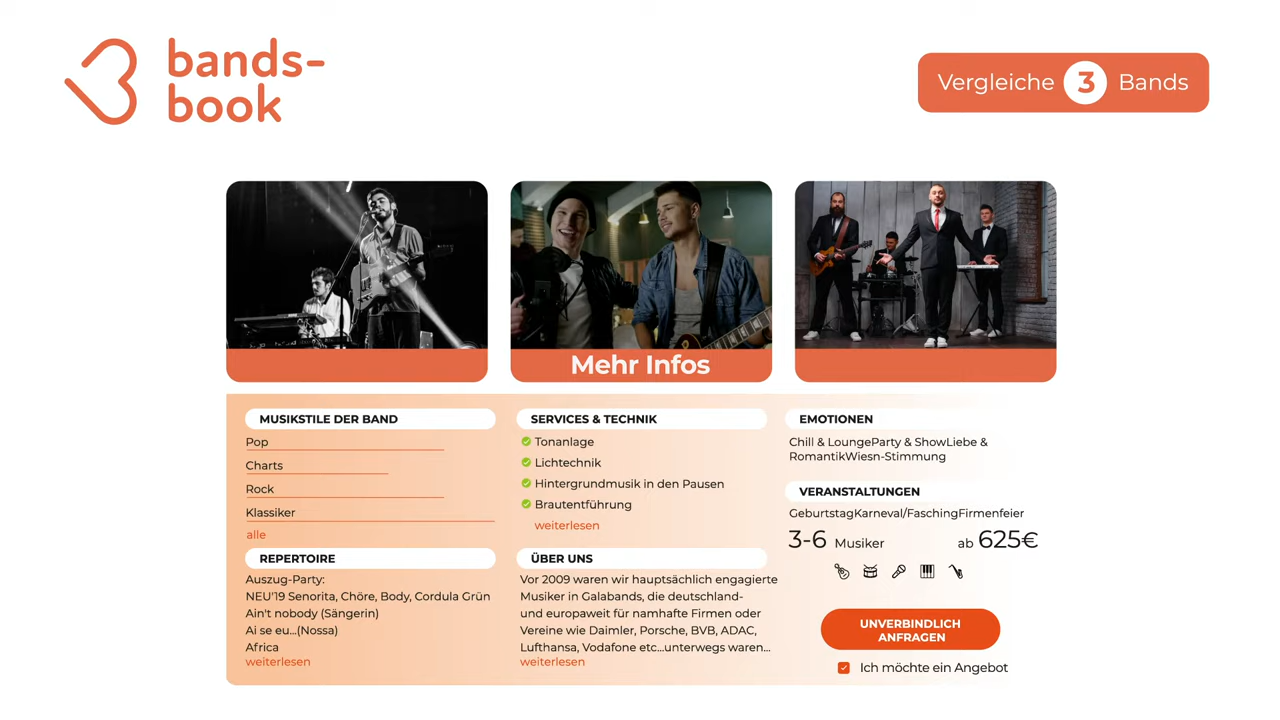 bands-
book
Vergleiche 3 Bands
Mehr Infos
MUSIKSTILE DER BAND
Pop
Charts
Rock
Klassiker
alle
REPERTOIRE
Auszug-Party:
NEU'19 Senorita, Chöre, Body, Cordula Grün
Ain't nobody (Sängerin)
Ai se eu...(Nossa)
Africa
weiterlesen
SERVICES & TECHNIK
Tonanlage
Lichtechnik
Hintergrundmusik in den Pausen
Brautentführung
weiterlesen
ÜBER UNS
Vor 2009 waren wir hauptsächlich engagierte
Musiker in Galabands, die deutschland-
und europaweit für namhafte Firmen oder
Vereine wie Daimler, Porsche, BVB, ADAC,
Lufthansa, Vodafone etc...unterwegs waren...
weiterlesen
EMOTIONEN
Chill & LoungeParty & ShowLiebe &
RomantikWiesn-Stimmung
VERANSTALTUNGEN
GeburtstagKarneval/FaschingFirmenfeier
3-6 Musiker ab 625€
UNVERBINDLICH
ANFRAGEN
Ich möchte ein Angebot